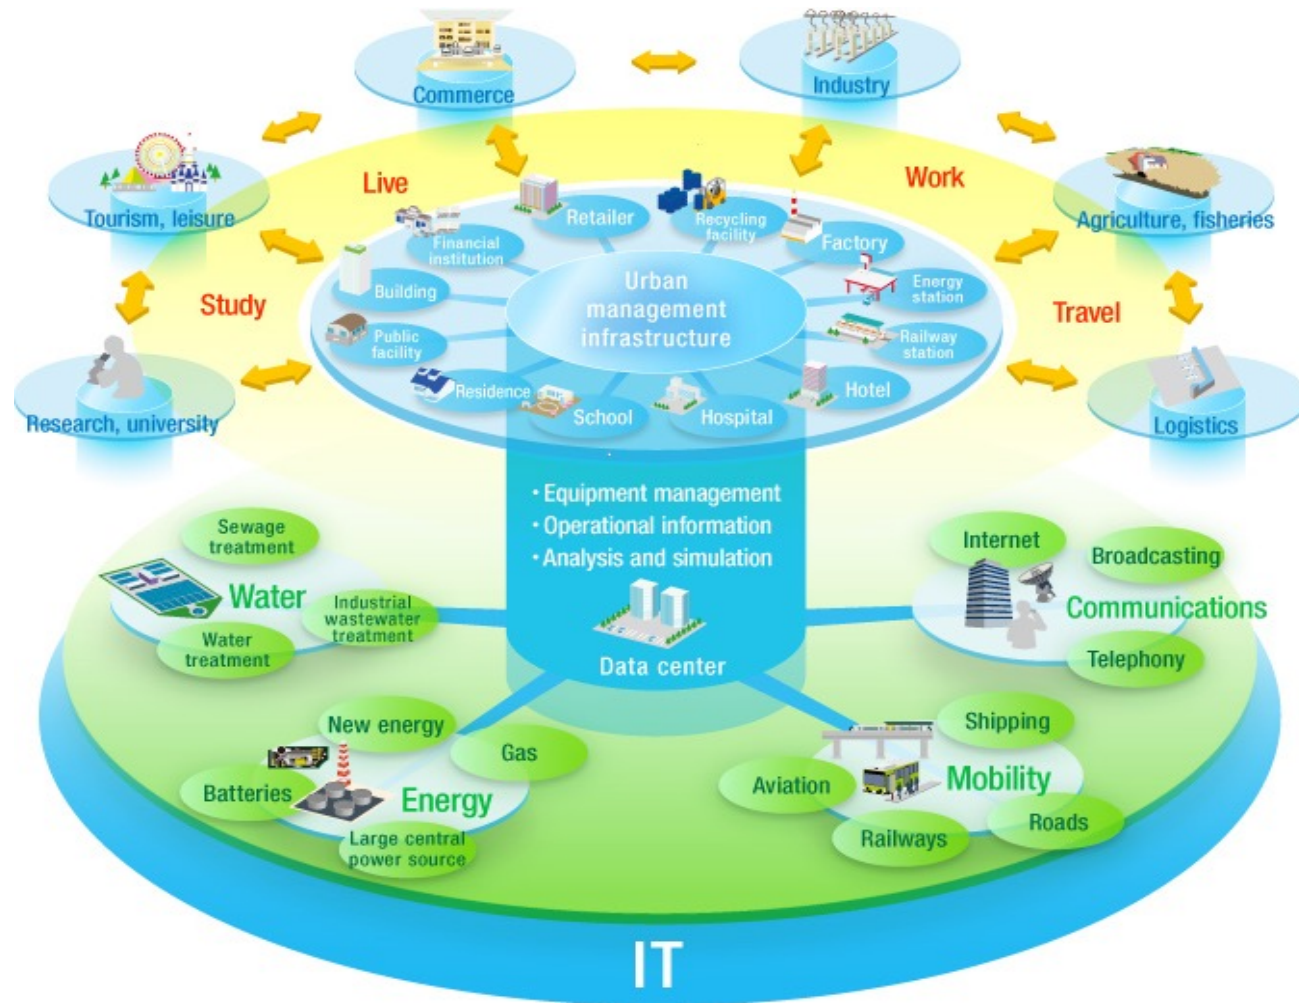 Commerce
Industry
Tourism, leisure
Agriculture, fisheries
Research, university
Logistics
Live
Work
Study
Travel
Retailer
Recycling
facility
Financial
institution
Factory
Building
Energy
station
Public
facility
Railway
station
Residence
Hotel
School
Hospital
Urban
management
infrastructure
• Equipment management
• Operational information
• Analysis and simulation
Data center
Sewage
treatment
Water
Industrial
wastewater
treatment
Water
treatment
Internet
Broadcasting
Communications
Telephony
New energy
Gas
Batteries
Energy
Large central
power source
Shipping
Aviation
Mobility
Railways
Roads
IT